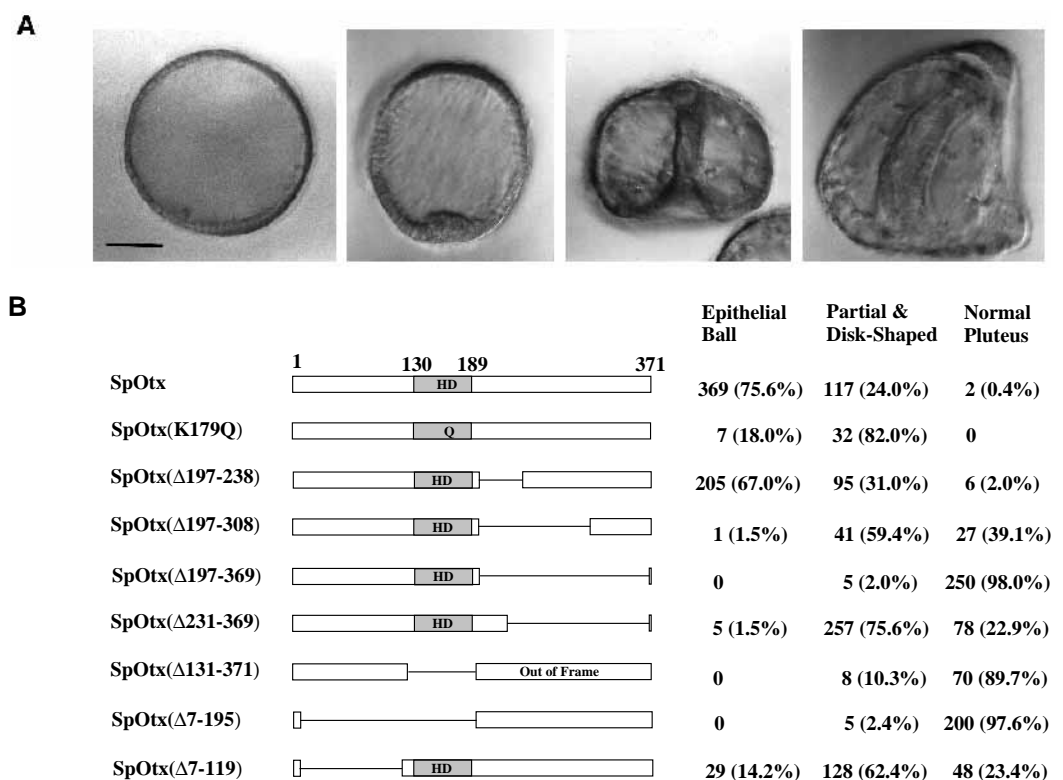 A
B
Epithelial Ball Partial & Disk-Shaped Normal Pluteus
1 130 189 371
SpOtx HD 369 (75.6%) 117 (24.0%) 2 (0.4%)
SpOtx(K179Q) Q 7 (18.0%) 32 (82.0%) 0
SpOtx(Δ197-238) HD 205 (67.0%) 95 (31.0%) 6 (2.0%)
SpOtx(Δ197-308) HD 1 (1.5%) 41 (59.4%) 27 (39.1%)
SpOtx(Δ197-369) HD 0 5 (2.0%) 250 (98.0%)
SpOtx(Δ231-369) HD 5 (1.5%) 257 (75.6%) 78 (22.9%)
SpOtx(Δ131-371) Out of Frame 0 8 (10.3%) 70 (89.7%)
SpOtx(Δ7-195) 0 5 (2.4%) 200 (97.6%)
SpOtx(Δ7-119) HD 29 (14.2%) 128 (62.4%) 48 (23.4%)